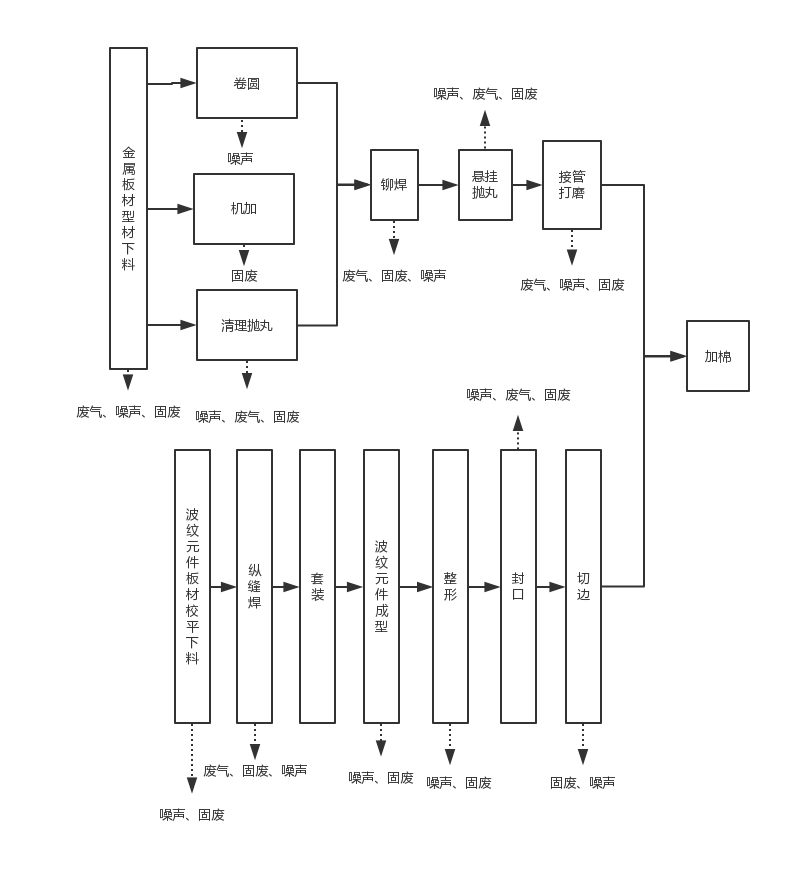 噪声、废气、固废
卷圆
噪声
金属板材型材下料
机加
固废
铆焊
悬挂
抛丸
接管
打磨
废气、固废、噪声
废气、噪声、固废
清理抛丸
加棉
废气、噪声、固废
噪声、废气、固废
噪声、废气、固废
波纹元件板材校平下料
纵缝焊
套装
波纹元件成型
整形
封口
切边
废气、固废、噪声
噪声、固废
噪声、固废
固废、噪声
噪声、固废